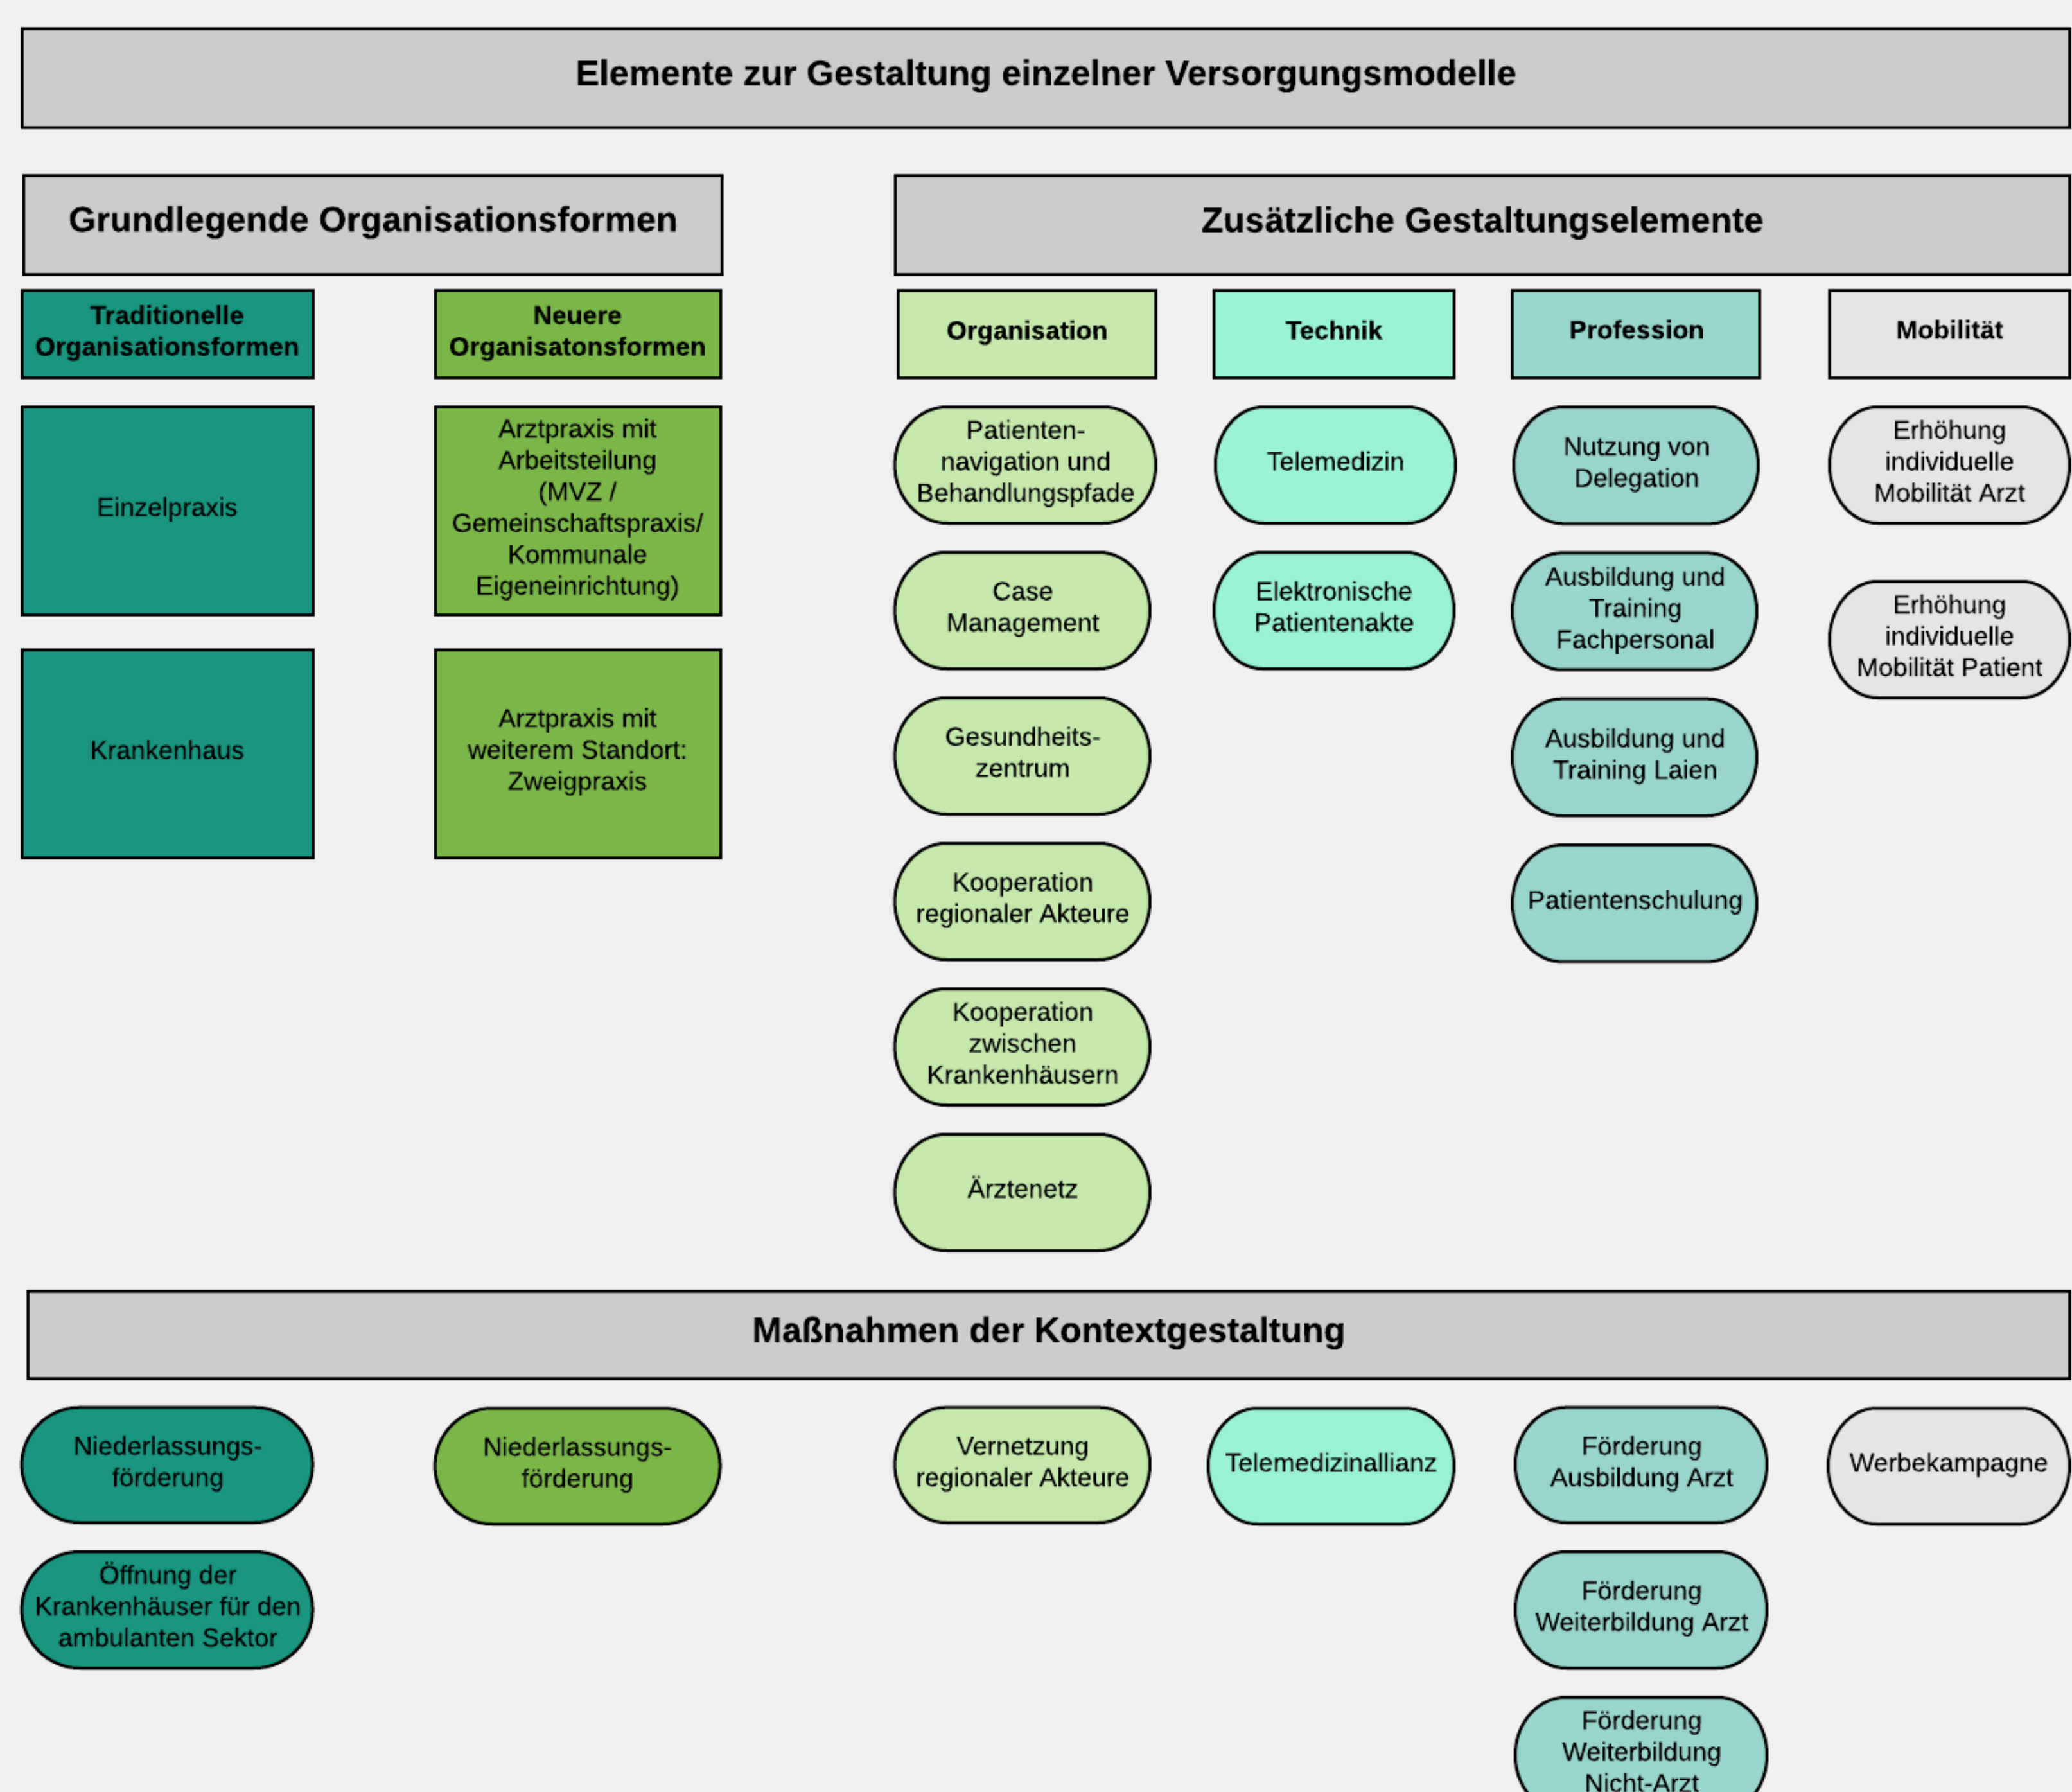 Elemente zur Gestaltung einzelner Versorgungsmodelle
Grundlegende Organisationsformen
Zusätzliche Gestaltungselemente
Traditionelle
Organisationsformen
Neuere
Organisatonsformen
Organisation
Technik
Profession
Mobilität
Einzelpraxis
Krankenhaus
Arztpraxis mit
Arbeitsteilung
(MVZ /
Gemeinschaftspraxis/
Kommunale
Eigeneinrichtung)
Arztpraxis mit
weiterem Standort:
Zweigpraxis
Patienten-
navigation und
Behandlungspfade
Case
Management
Gesundheits-
zentrum
Kooperation
regionaler Akteure
Kooperation
zwischen
Krankenhäusern
Ärztenetz
Telemedizin
Elektronische
Patientenakte
Nutzung von
Delegation
Ausbildung und
Training
Fachpersonal
Ausbildung und
Training Laien
Patientenschulung
Erhöhung
individuelle
Mobilität Arzt
Erhöhung
individuelle
Mobilität Patient
Maßnahmen der Kontextgestaltung
Niederlassungs-
förderung
Öffnung der
Krankenhäuser für den
ambulanten Sektor
Niederlassungs-
förderung
Vernetzung
regionaler Akteure
Telemedizinallianz
Förderung
Ausbildung Arzt
Förderung
Weiterbildung Arzt
Förderung
Weiterbildung
Nicht-Arzt
Werbekampagne